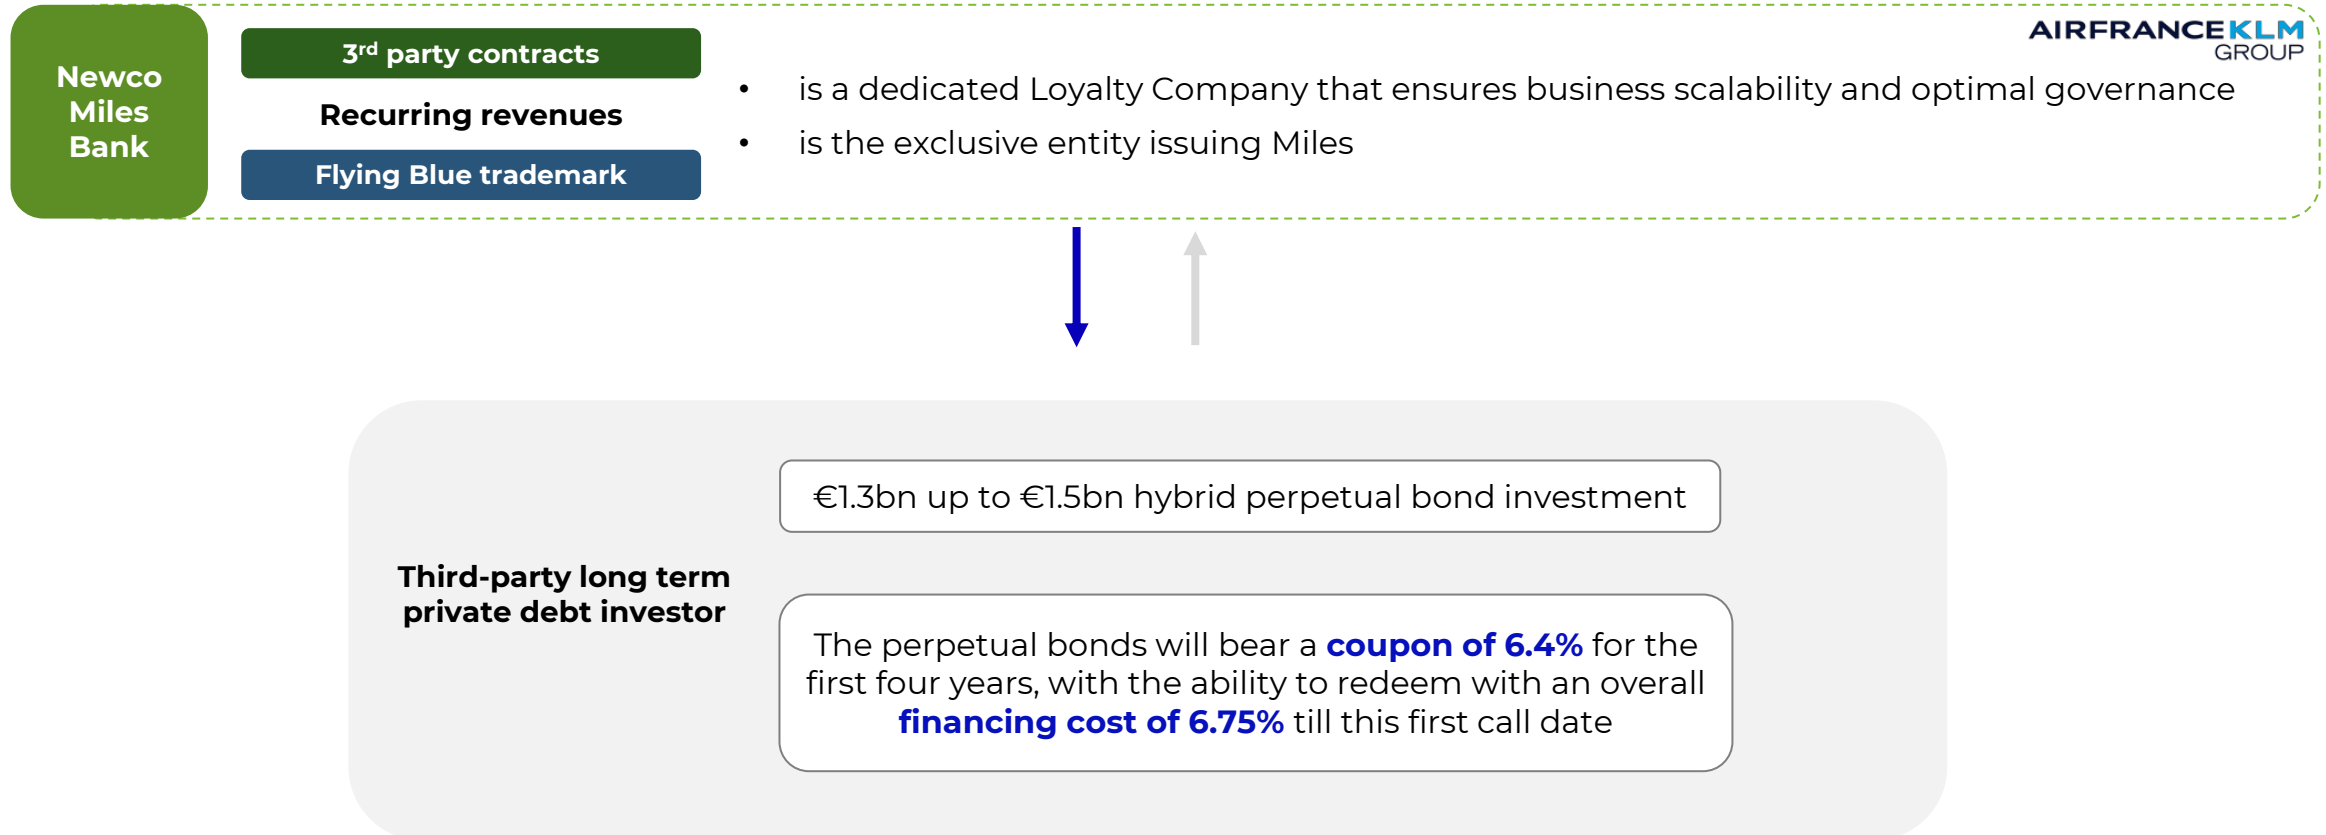 AIRFRANCEKLM
GROUP
Newco
Miles
Bank
3rd party contracts
Recurring revenues
Flying Blue trademark
• is a dedicated Loyalty Company that ensures business scalability and optimal governance
• is the exclusive entity issuing Miles
Third-party long term
private debt investor
€1.3bn up to €1.5bn hybrid perpetual bond investment
The perpetual bonds will bear a coupon of 6.4% for the
first four years, with the ability to redeem with an overall
financing cost of 6.75% till this first call date